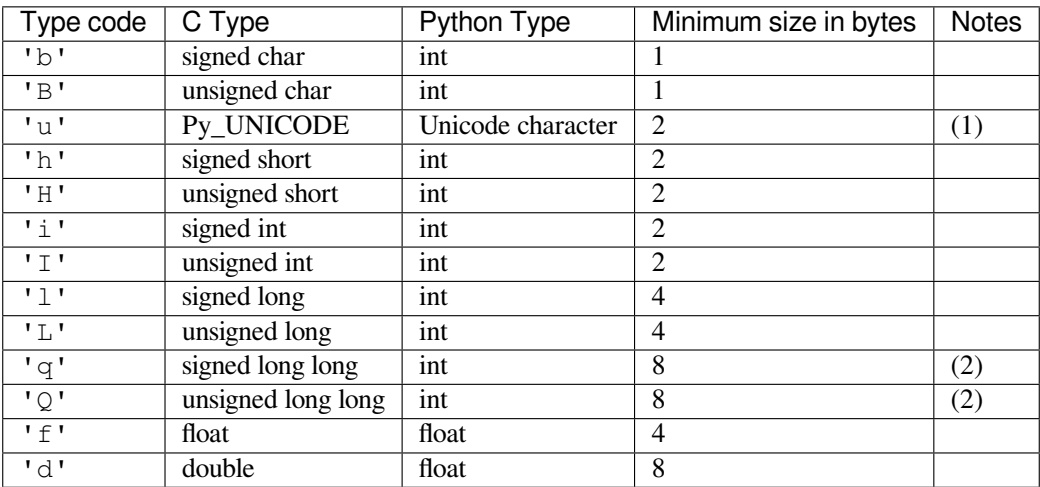 Type code C Type Python Type Minimum size in bytes Notes
'b' signed char int 1
'B' unsigned char int 1
'u' Py_UNICODE Unicode character 2 (1)
'h' signed short int 2
'H' unsigned short int 2
'i' signed int int 2
'I' unsigned int int 2
'l' signed long int 4
'L' unsigned long int 4
'q' signed long long int 8 (2)
'Q' unsigned long long int 8 (2)
'f' float float 4
'd' double float 8